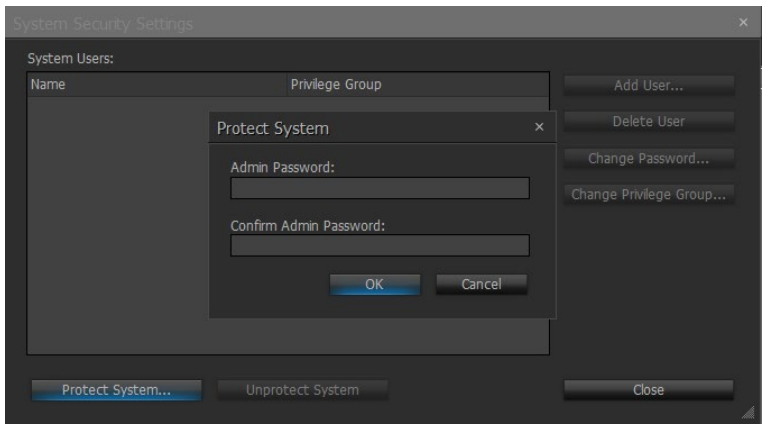 System Security Settings
System Users:
Name Privilege Group
Add User...
Protect System
Delete User
Admin Password:
Change Password...
Change Privilege Group...
Confirm Admin Password:
OK Cancel
Protect System... Unprotect System Close